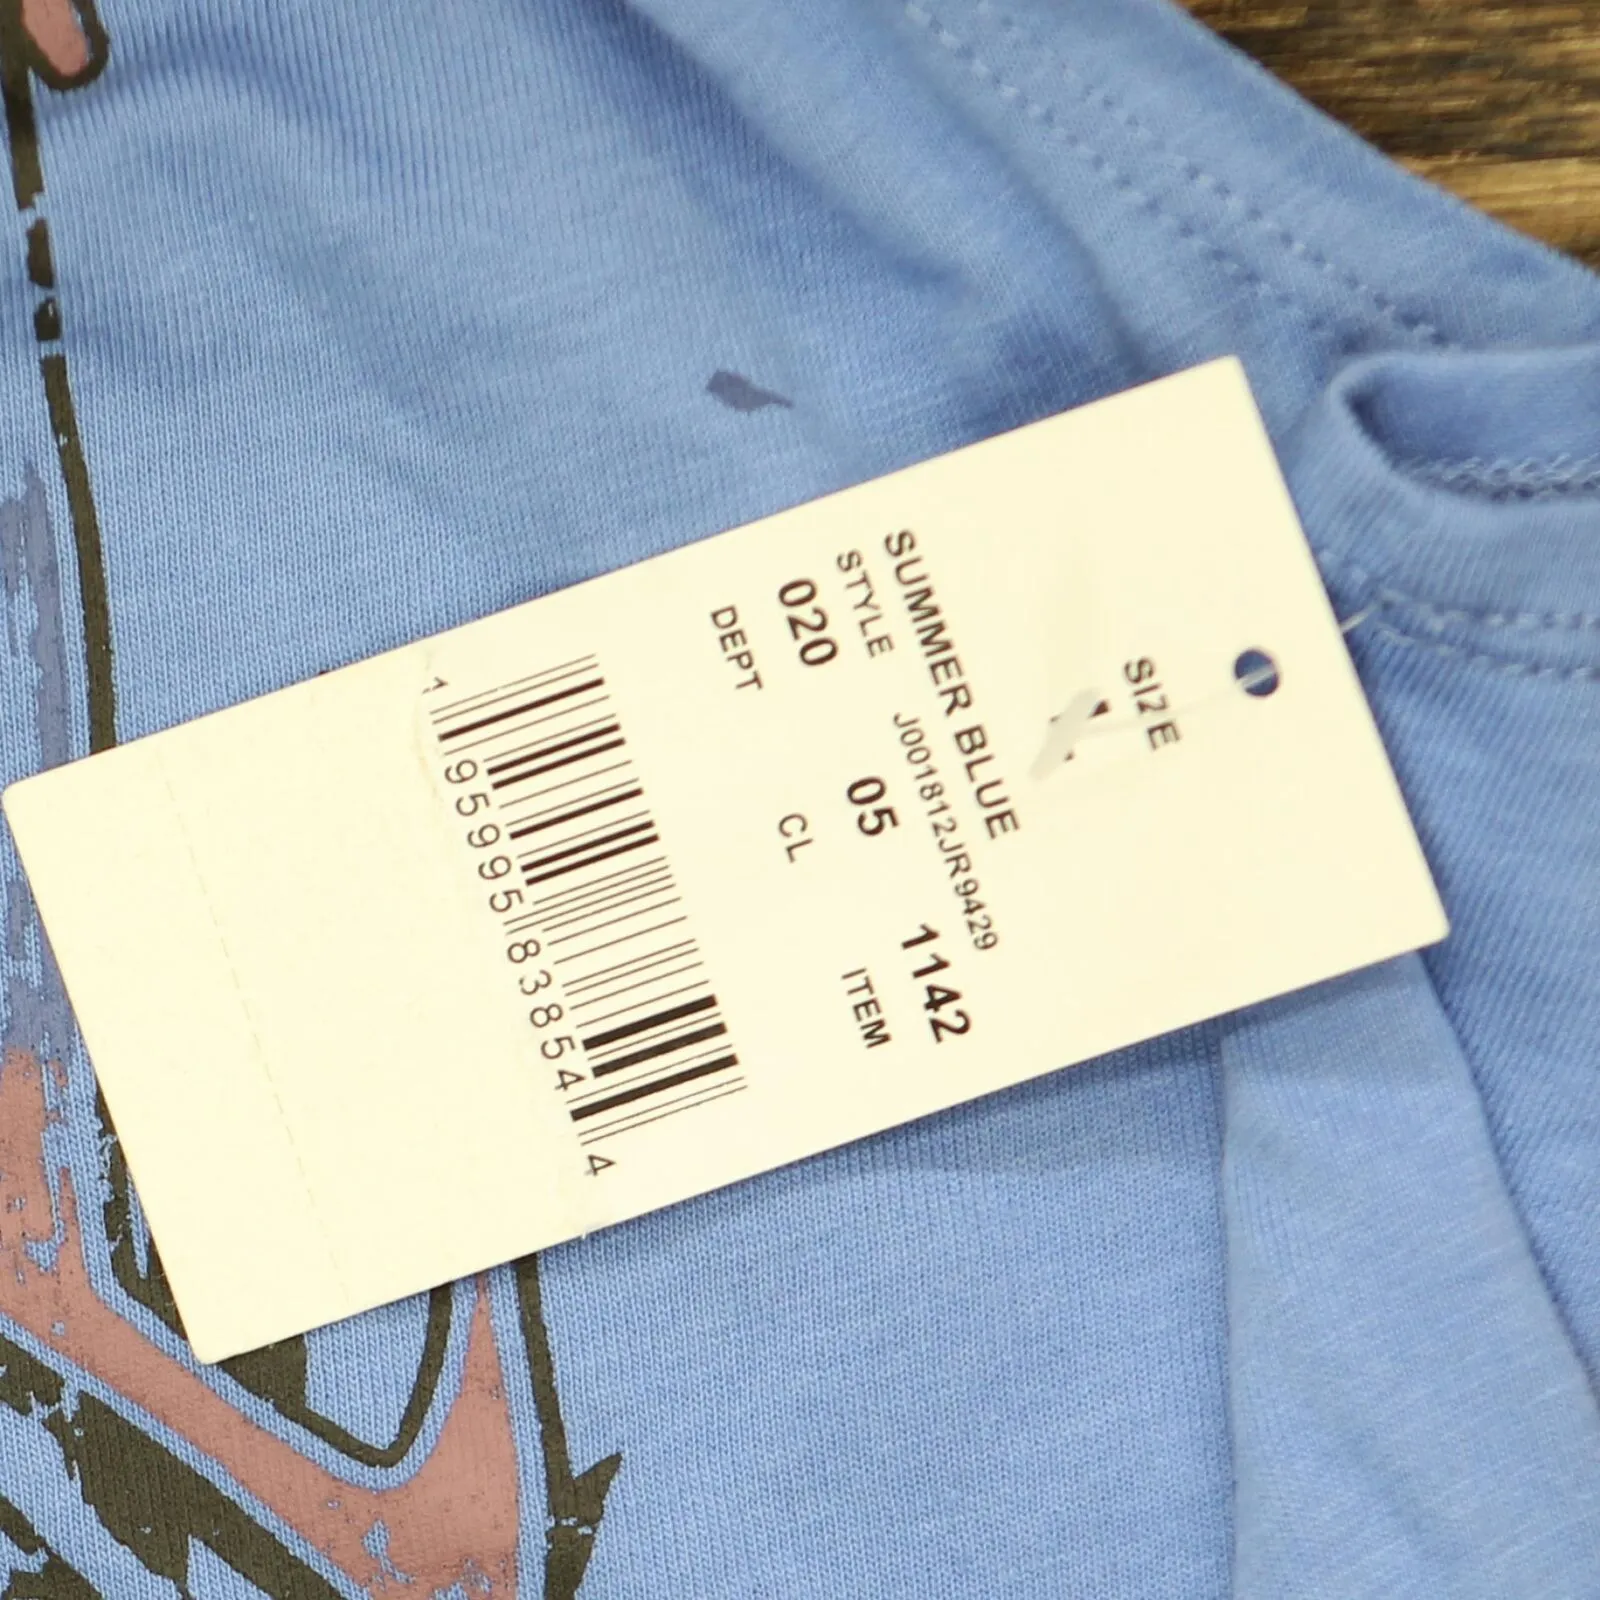 SIZE
SUMMER BLUE
STYLE J001812JR9429
020 05 1142
DEPT CL ITEM
1 95995 83854 4